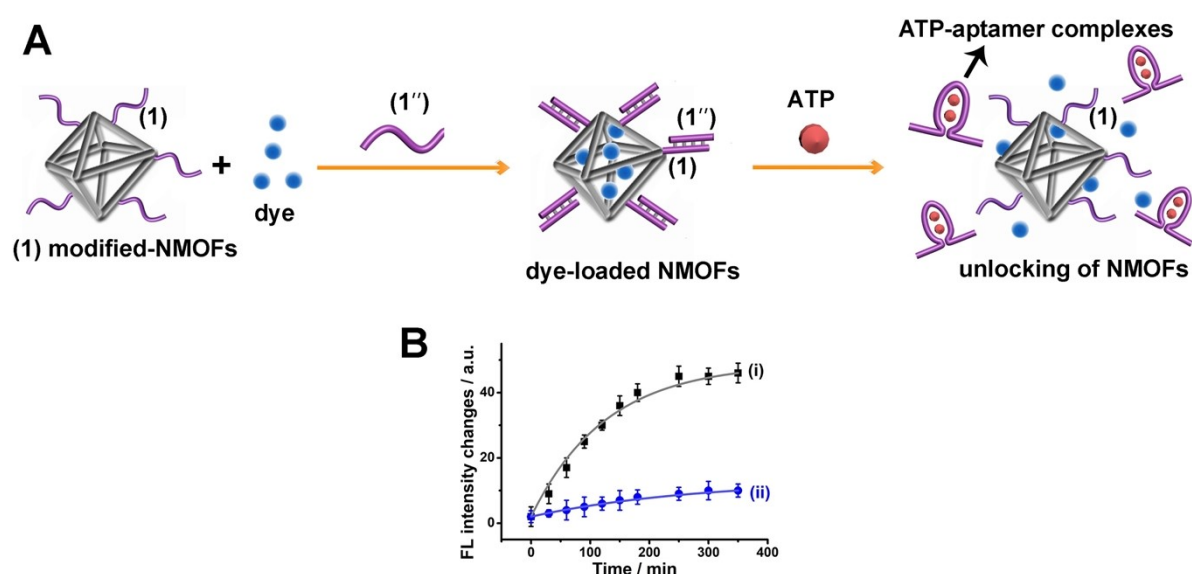 A
(1)
(1) modified-NMOFs
+
dye
(1″)
dye-loaded NMOFs
(1″)
(1)
ATP
ATP-aptamer complexes
(1)
unlocking of NMOFs
B
FL intensity changes / a.u.
40
20
0
(i)
(ii)
0 100 200 300 400
Time / min